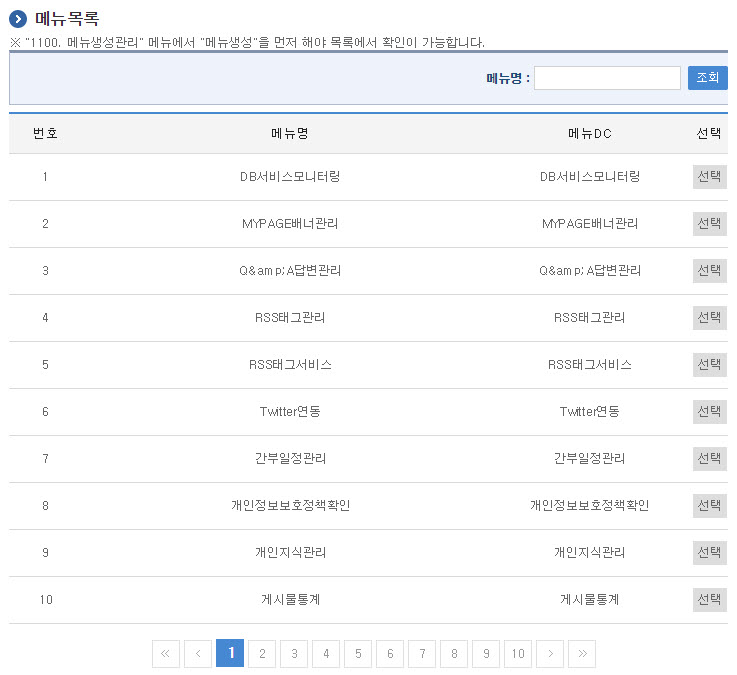 메뉴목록
※ "1100. 메뉴생성관리" 메뉴에서 "메뉴생성"을 먼저 해야 목록에서 확인이 가능합니다.
메뉴명 : 조회
번호 메뉴명 메뉴DC 선택
1 DB서비스모니터링 DB서비스모니터링 선택
2 MYPAGE배너관리 MYPAGE배너관리 선택
3 Q&amp;A답변관리 Q&amp;A답변관리 선택
4 RSS태그관리 RSS태그관리 선택
5 RSS태그서비스 RSS태그서비스 선택
6 Twitter연동 Twitter연동 선택
7 간부일정관리 간부일정관리 선택
8 개인정보보호정책확인 개인정보보호정책확인 선택
9 개인지식관리 개인지식관리 선택
10 게시물통계 게시물통계 선택
« ‹ 1 2 3 4 5 6 7 8 9 10 › »